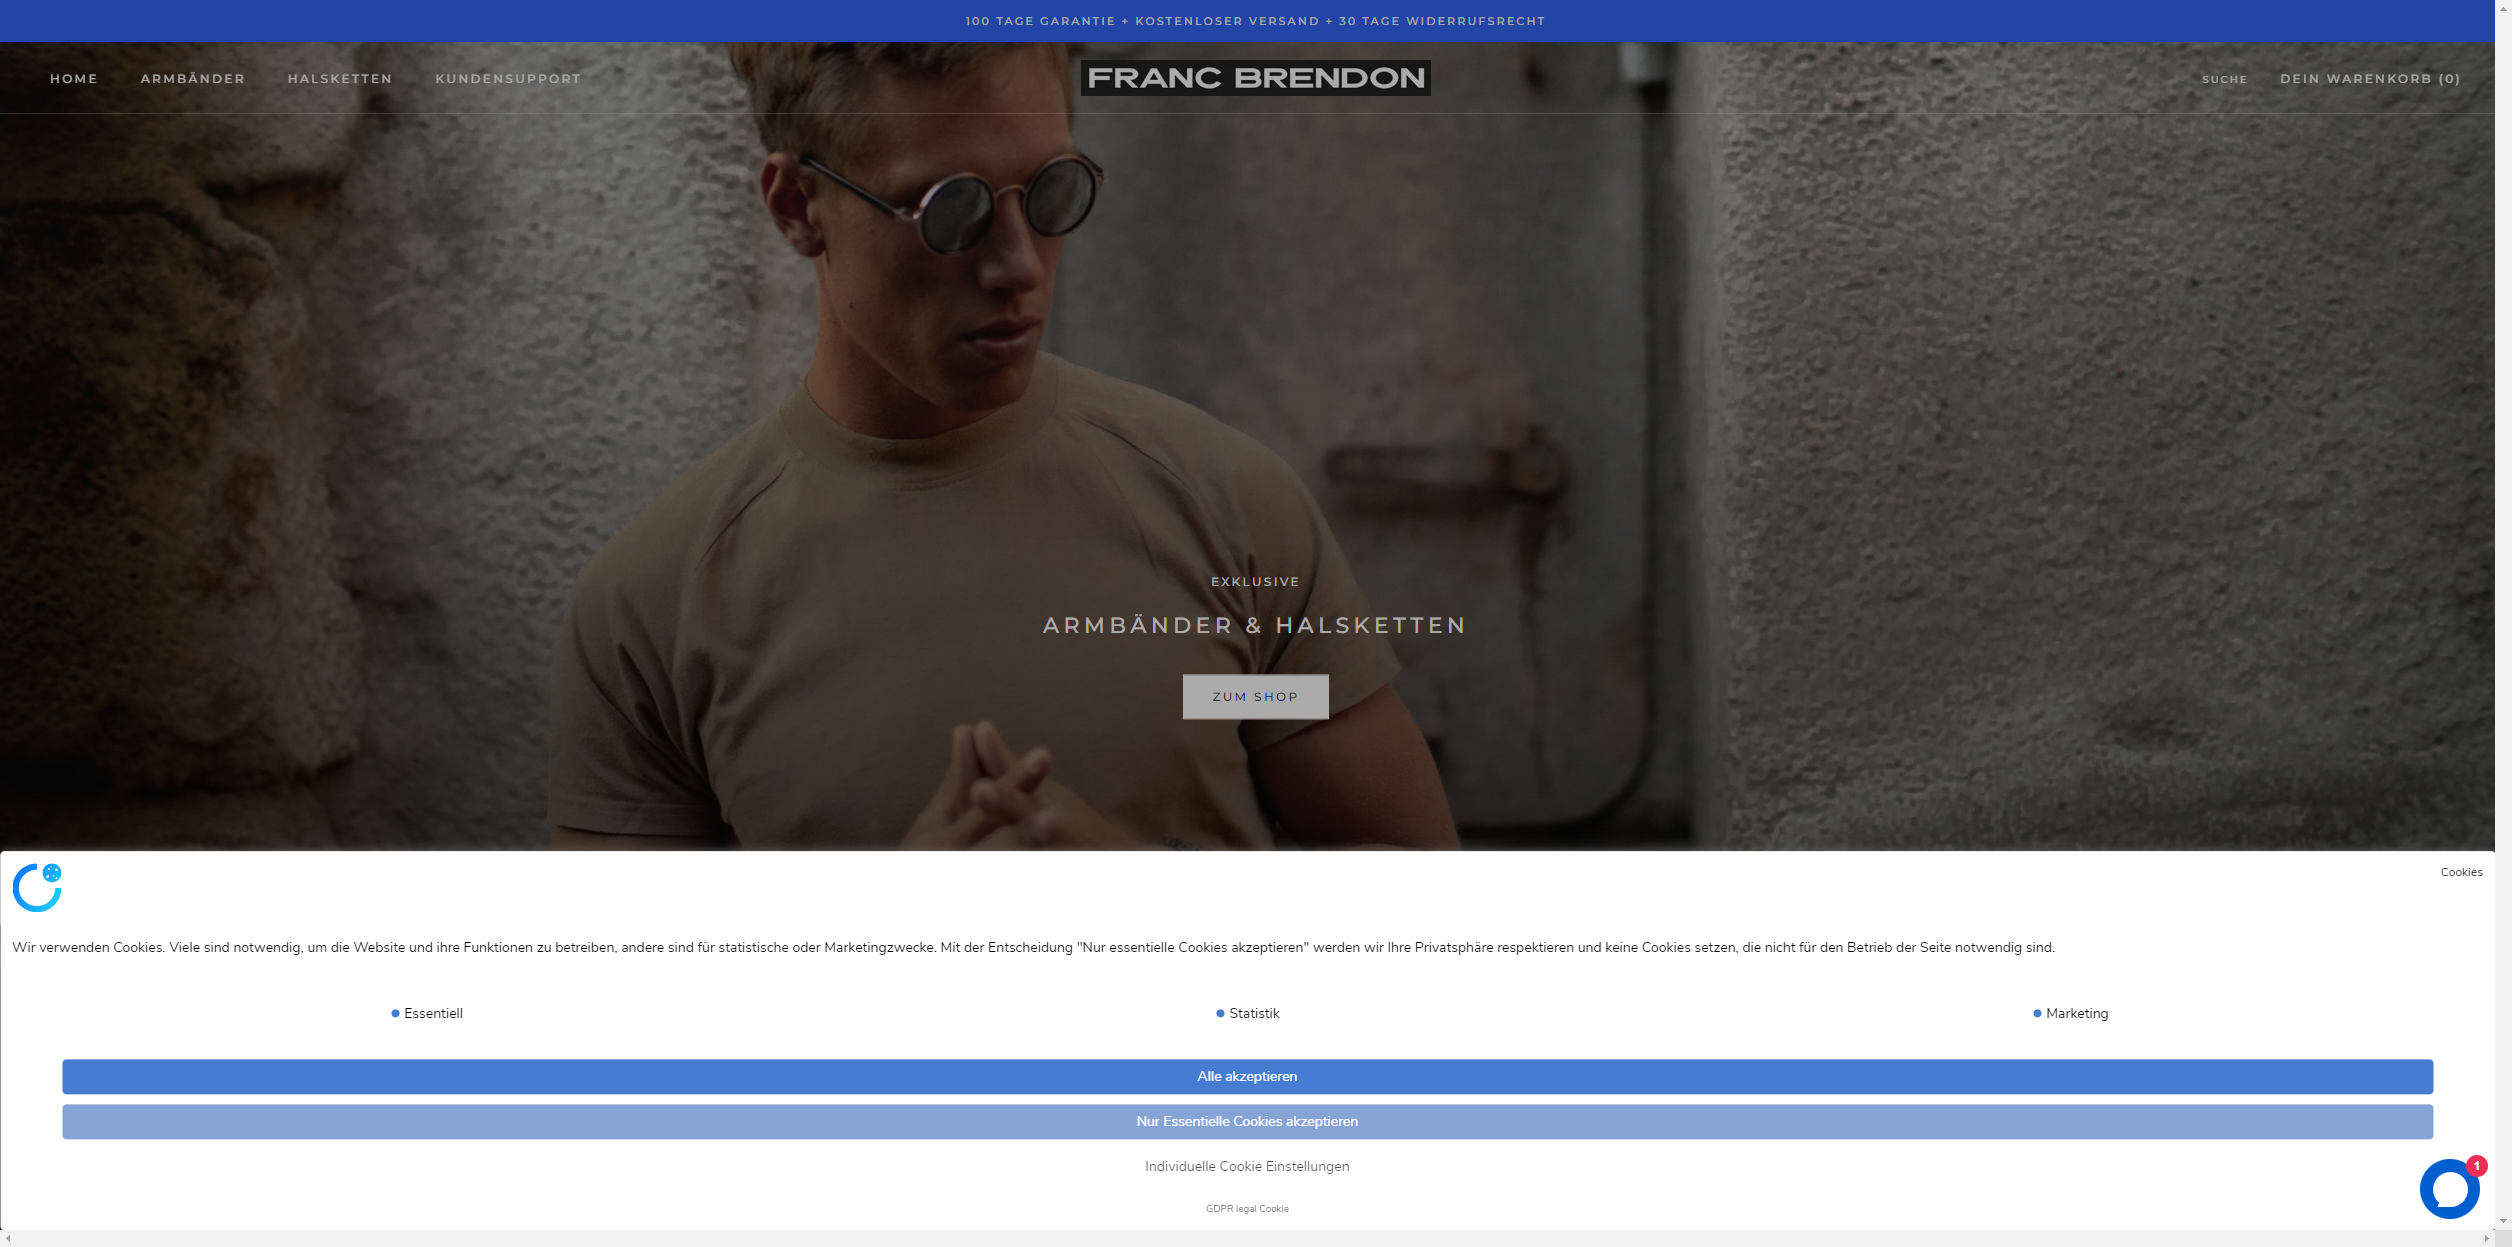 100 TAGE GARANTIE + KOSTENLOSER VERSAND + 30 TAGE WIDERRUFSRECHT
HOME ARMBÄNDER HALSKETTEN KUNDENSUPPORT FRANC BRENDON SUCHE DEIN WARENKORB (0)
EXKLUSIVE
ARMBÄNDER & HALSKETTEN
ZUM SHOP
Cookies
Wir verwenden Cookies. Viele sind notwendig, um die Website und ihre Funktionen zu betreiben, andere sind für statistische oder Marketingzwecke. Mit der Entscheidung "Nur essentielle Cookies akzeptieren" werden wir Ihre Privatsphäre respektieren und keine Cookies setzen, die nicht für den Betrieb der Seite notwendig sind.
Essentiell Statistik Marketing
Alle akzeptieren
Nur Essentielle Cookies akzeptieren
Individuelle Cookie Einstellungen
1
GDPR legal Cookie